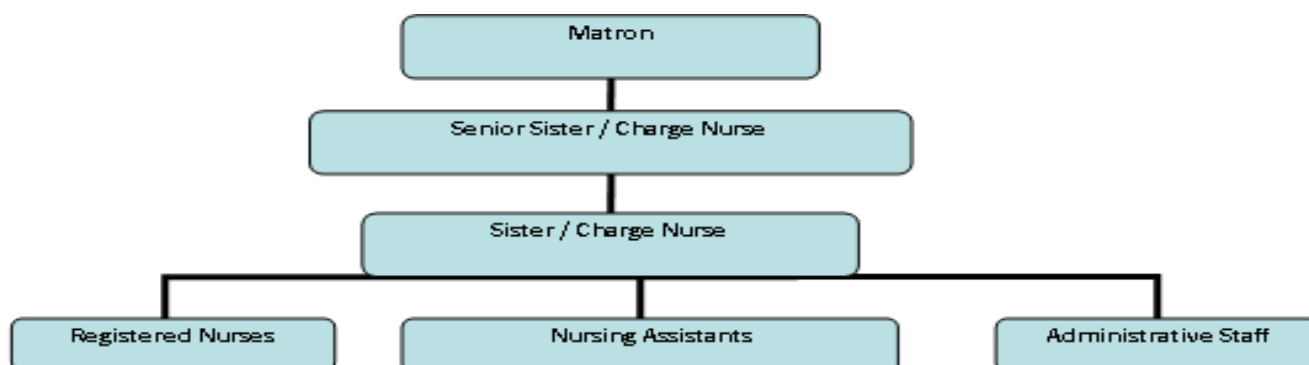 Matron
Senior Sister / Charge Nurse
Sister / Charge Nurse
Registered Nurses
Nursing Assistants
Administrative Staff